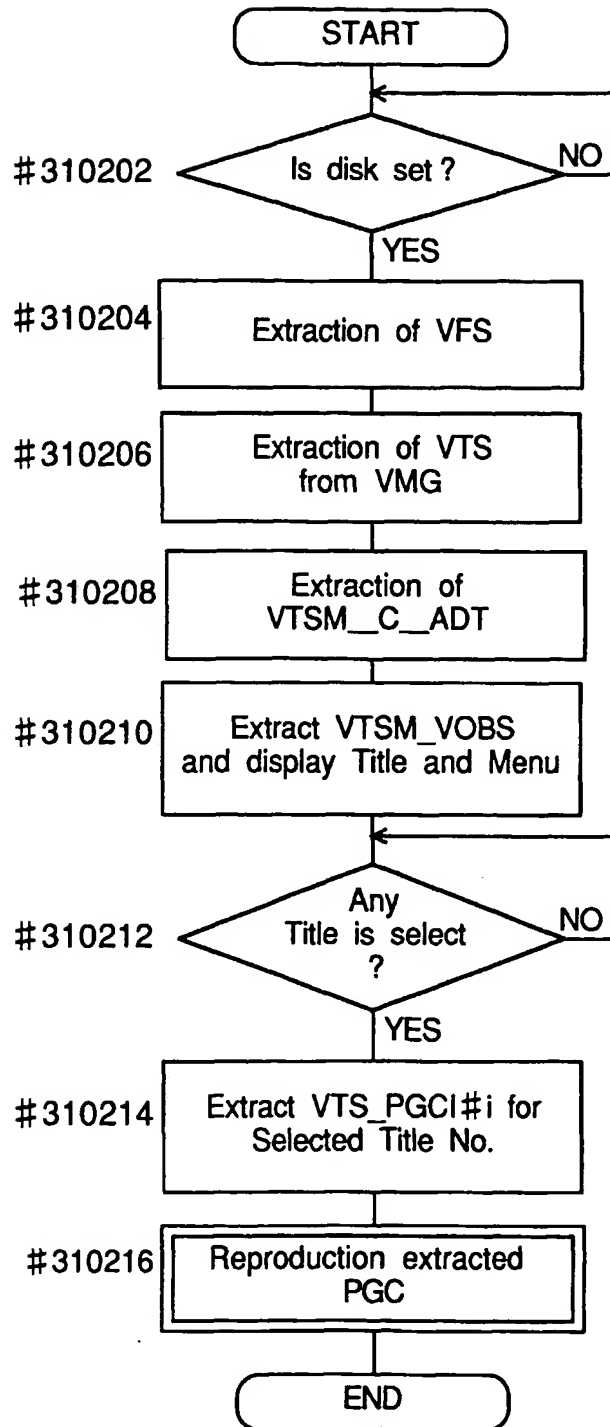 START
#310202
Is disk set ?
NO
YES
#310204
Extraction of VFS
#310206
Extraction of VTS
from VMG
#310208
Extraction of
VTSM__C__ADT
#310210
Extract VTSM_VOBS
and display Title and Menu
#310212
Any
Title is select
?
NO
YES
#310214
Extract VTS_PGCI#i for
Selected Title No.
#310216
Reproduction extracted
PGC
END